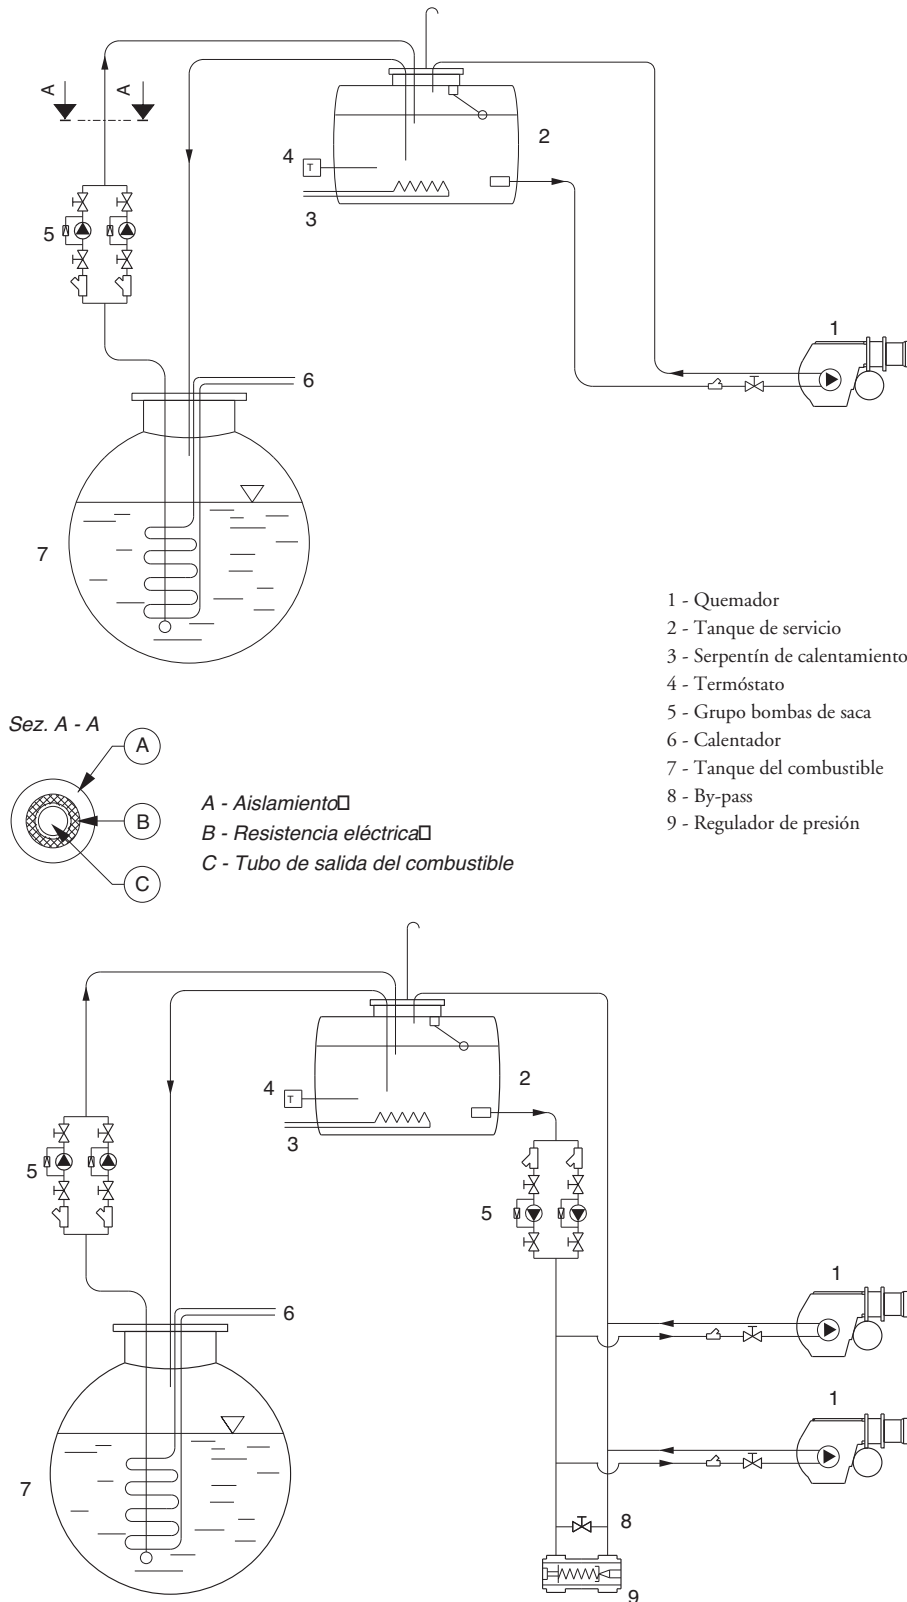 A A
2
4 T
3
5
1
6
7
1 - Quemador
2 - Tanque de servicio
3 - Serpentín de calentamiento
4 - Termóstato
5 - Grupo bombas de saca
6 - Calentador
7 - Tanque del combustible
8 - By-pass
9 - Regulador de presión
Sez. A - A
A
B
C
A - Aislamiento□
B - Resistencia eléctrica□
C - Tubo de salida del combustible
2
4 T
3
5
5
1
6
1
7
8
9